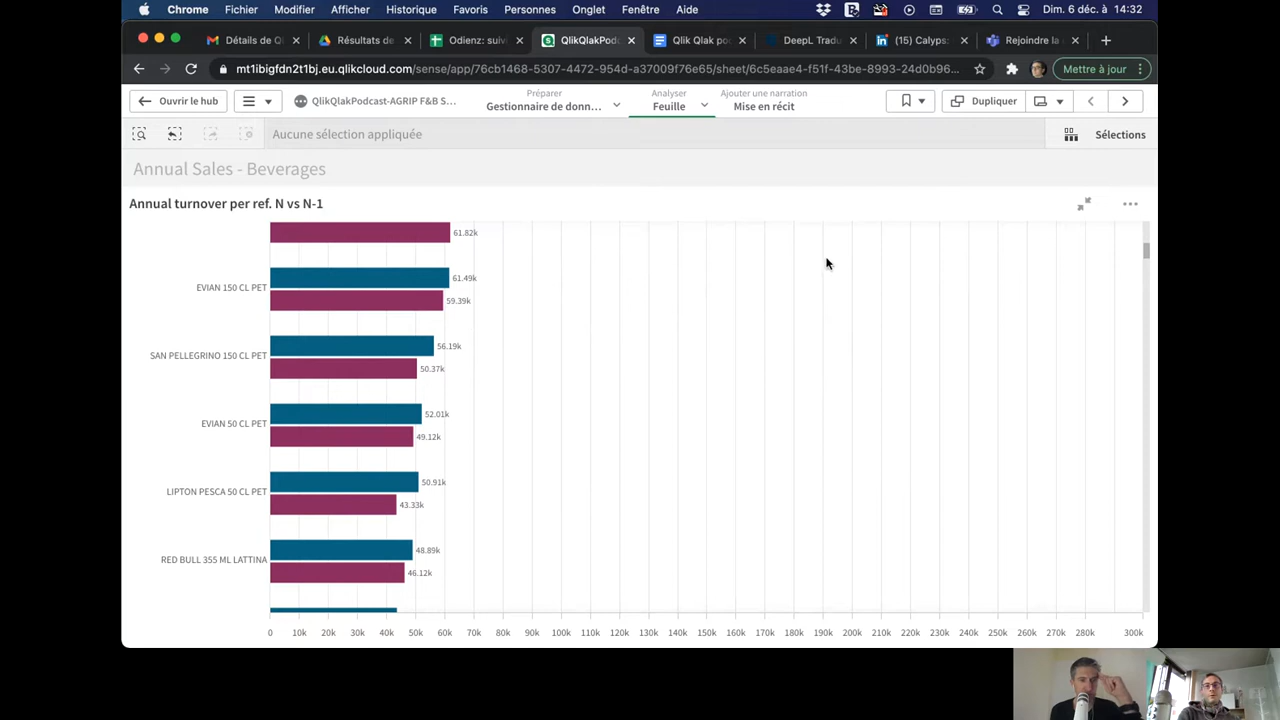 Chrome Fichier Modifier Afficher Historique Favoris Personnes Onglet Fenêtre Aide Dim. 6 déc. à 14:32
Détails de Ql
Résultats de
Odienz: suivi
QlikQlakPod
Qlik Qlak po
DeepL Tradu
(15) Calyps:
Rejoindre la
mt1ibigfdn2t1bj.eu.qlikcloud.com/sense/app/76cb1468-5307-4472-954d-a37009f76e65/sheet/6c5eaae4-f51f-43be-8993-24d0b96...
Mettre à jour
Ouvrir le hub
QlikQlakPodcast-AGRIP F&B S...
Préparer
Gestionnaire de donn...
Analyser
Feuille
Ajouter une narration
Mise en récit
Dupliquer
Aucune sélection appliquée
Sélections
Annual Sales - Beverages
Annual turnover per ref. N vs N-1
61.82k
EVIAN 150 CL PET
61.49k
59.39k
SAN PELLEGRINO 150 CL PET
56.19k
50.37k
EVIAN 50 CL PET
52.01k
49.12k
LIPTON PESCA 50 CL PET
50.91k
43.33k
RED BULL 355 ML LATTINA
48.89k
46.12k
0 10k 20k 30k 40k 50k 60k 70k 80k 90k 100k 110k 120k 130k 140k 150k 160k 170k 180k 190k 200k 210k 220k 230k 240k 250k 260k 270k 280k 300k